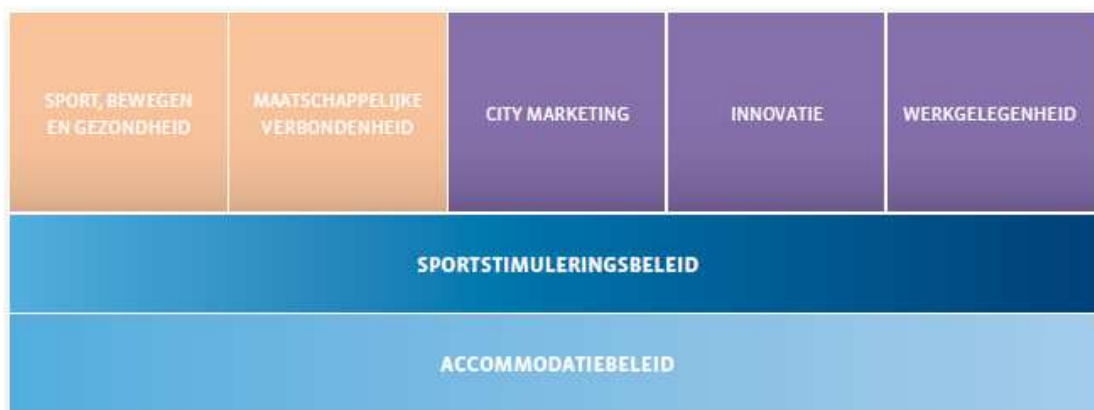 SPORT, BEWEGEN
EN GEZONDHEID
MAATSCHAPPELIJKE
VERBONDENHEID
CITY MARKETING
INNOVATIE
WERKGELEGENHEID
SPORTSTIMULERINGSBELEID
ACCOMMODATIEBELEID